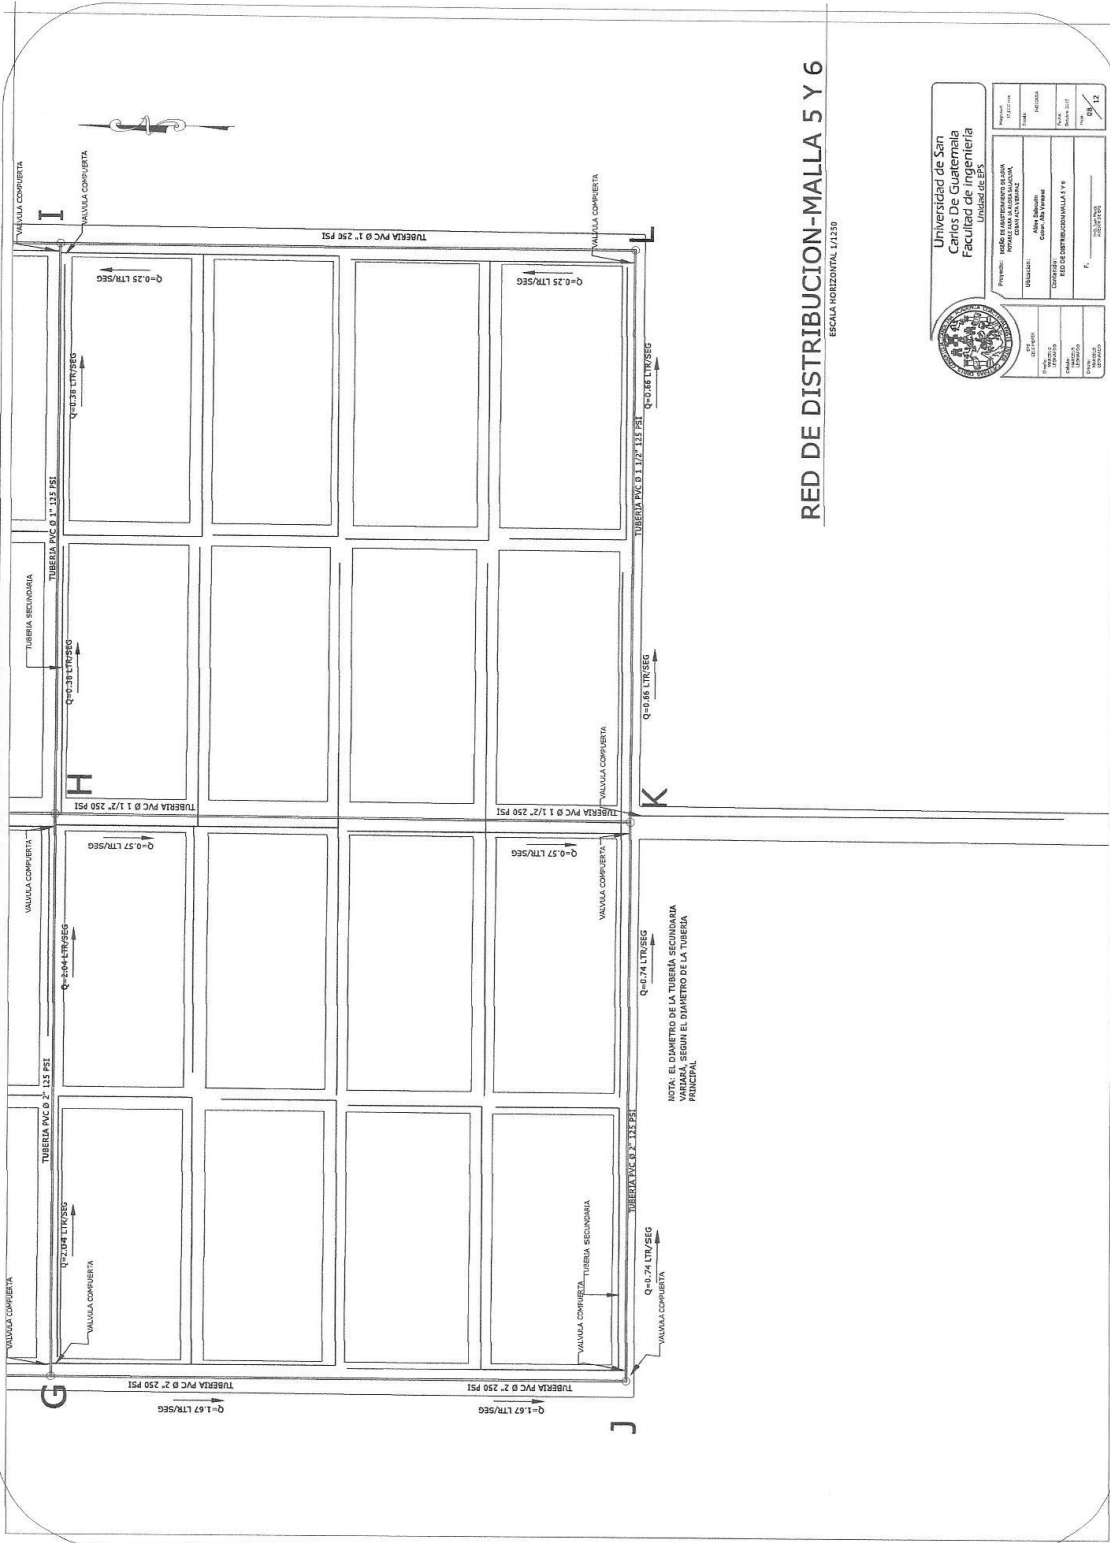 VALVULA COMPUERTA
I
VALVULA COMPUERTA
TUBERIA PVC Ø 1" 250 PSI
VALVULA COMPUERTA
L
Q=0.25 LTR/SEG
Q=0.25 LTR/SEG
Q=0.38 LTR/SEG
Q=0.66 LTR/SEG
TUBERIA PVC Ø 1" 125 PSI
TUBERIA PVC Ø 1 1/2" 125 PSI
TUBERIA SECUNDARIA
Q=0.38 LTR/SEG
Q=0.66 LTR/SEG
VALVULA COMPUERTA
H
TUBERIA PVC Ø 1 1/2" 250 PSI
TUBERIA PVC Ø 1 1/2" 250 PSI
K
VALVULA COMPUERTA
Q=0.57 LTR/SEG
Q=0.57 LTR/SEG
VALVULA COMPUERTA
Q=2.04 LTR/SEG
Q=0.74 LTR/SEG
TUBERIA PVC Ø 2" 125 PSI
TUBERIA PVC Ø 2" 125 PSI
NOTA: EL DIAMETRO DE LA TUBERÍA SECUNDARIA
VARIARÁ, SEGUN EL DIAMETRO DE LA TUBERÍA
PRINCIPAL
Q=2.04 LTR/SEG
TUBERIA SECUNDARIA
Q=0.74 LTR/SEG
VALVULA COMPUERTA
VALVULA COMPUERTA
VALVULA COMPUERTA
VALVULA COMPUERTA
G
TUBERIA PVC Ø 2" 250 PSI
TUBERIA PVC Ø 2" 250 PSI
Q=1.67 LTR/SEG
Q=1.67 LTR/SEG
J
RED DE DISTRIBUCION-MALLA 5 Y 6
ESCALA HORIZONTAL 1/1250
Universidad de San
Carlos De Guatemala
Facultad de ingenieria
Unidad de EPS
Proyecto:
Ubicacion:
Contenido:
RED DE DISTRIBUCION MALLA 5 Y 6
F.
08/12